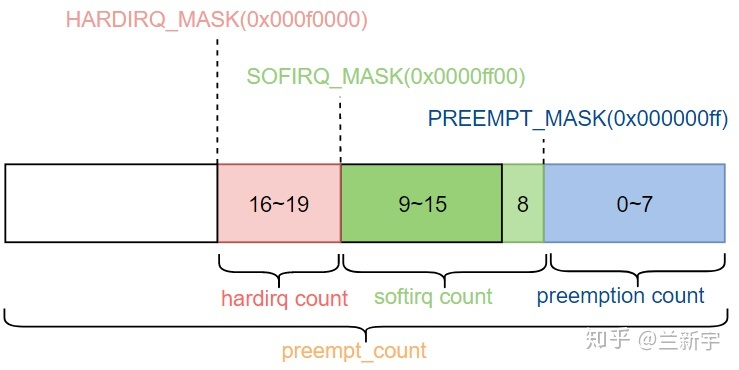 HARDIRQ_MASK(0x000f0000)
SOFIRQ_MASK(0x0000ff00)
PREEMPT_MASK(0x000000ff)
16~19
9~15
8
0~7
hardirq count
softirq count
preemption count
preempt_count
知乎 @兰新宇